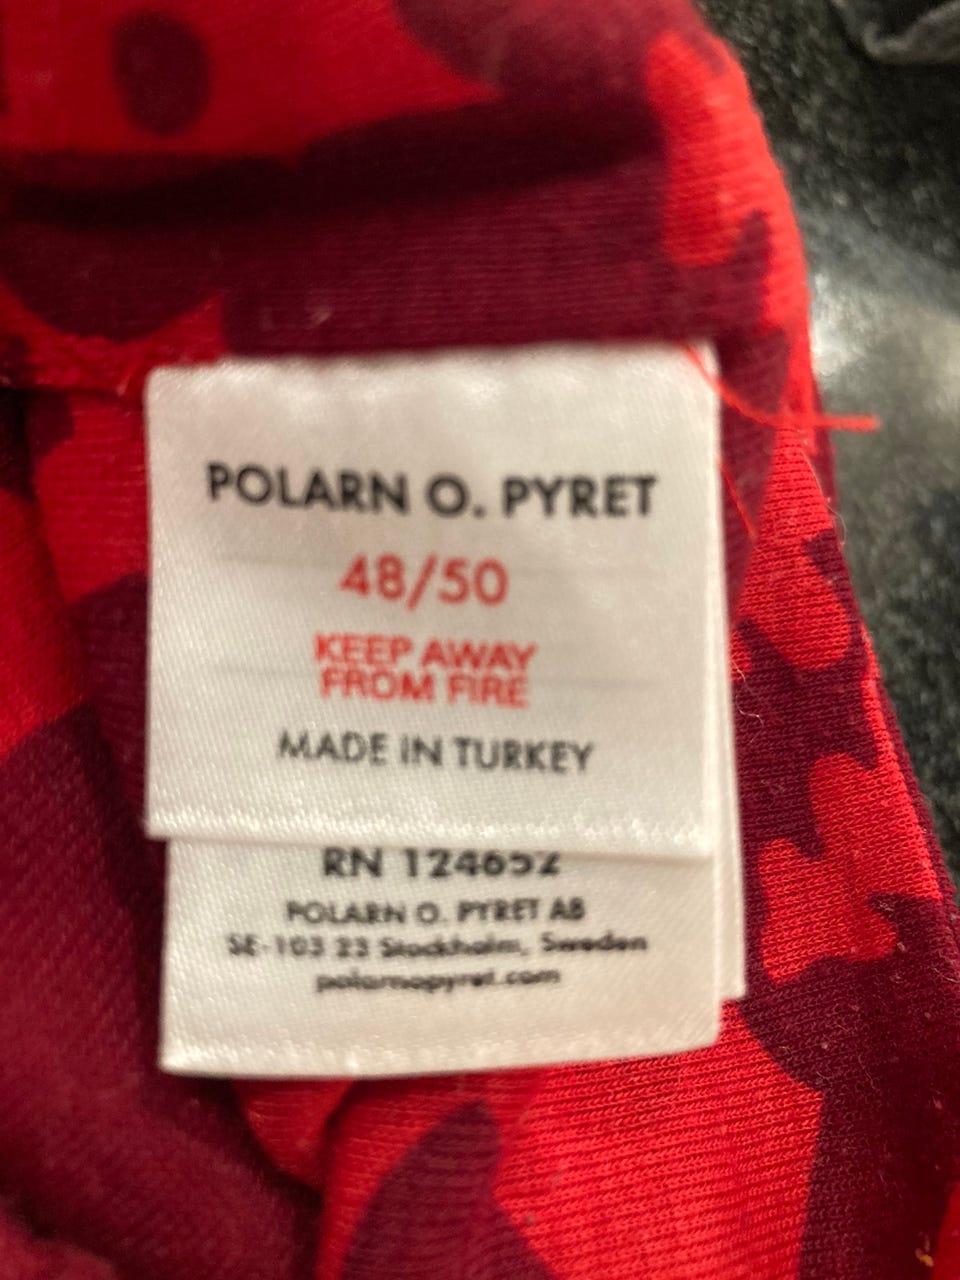 POLARN O. PYRET
48/50
KEEP AWAY
FROM FIRE
MADE IN TURKEY
RN 124652
POLARN O. PYRET AB
SE-103 23 Stockholm, Sweden
polarnopyret.com